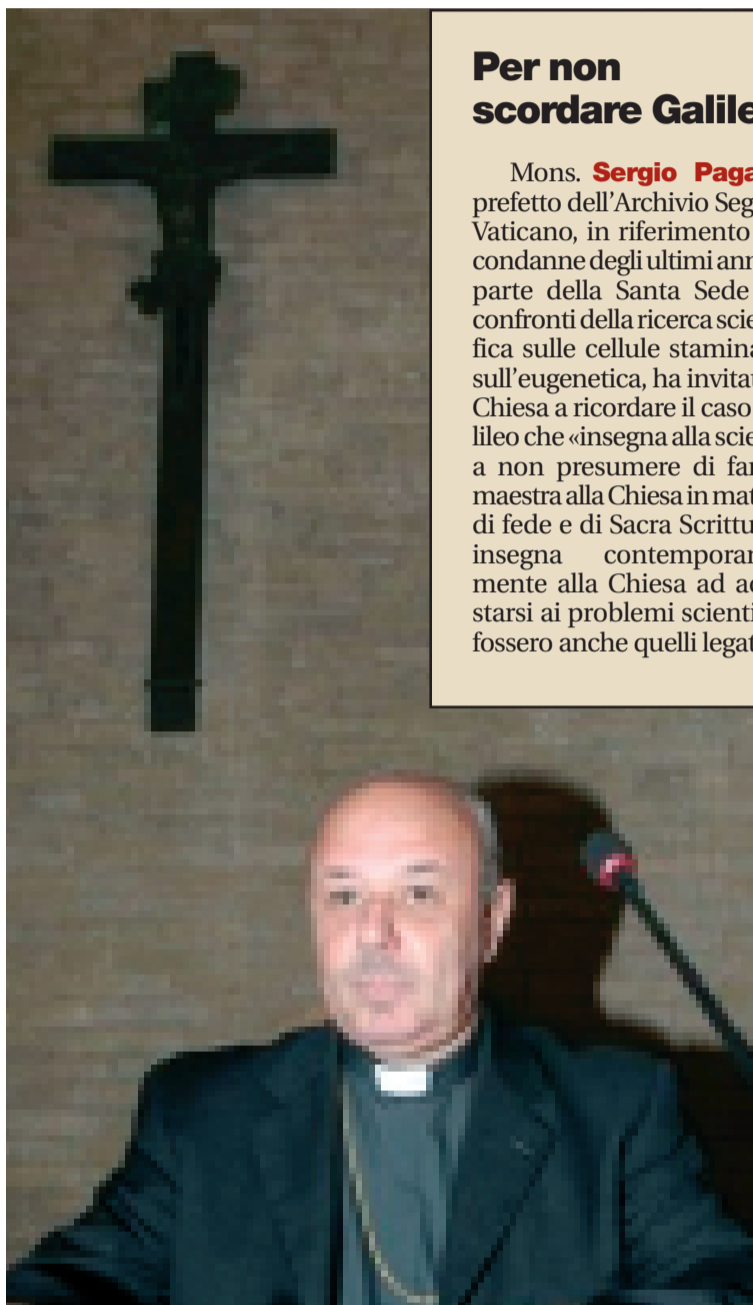 Per non
scordare Galile
Mons. Sergio Paga
prefetto dell'Archivio Seg
Vaticano, in riferimento
condanne degli ultimi ann
parte della Santa Sede
confronti della ricerca scie
fica sulle cellule stamina
sull'eugenetica, ha invitat
Chiesa a ricordare il caso
lileo che «insegna alla scie
a non presumere di far
maestra alla Chiesa in mat
di fede e di Sacra Scrittu
insegna contemporan
mente alla Chiesa ad ac
starsi ai problemi scienti
fossero anche quelli legat